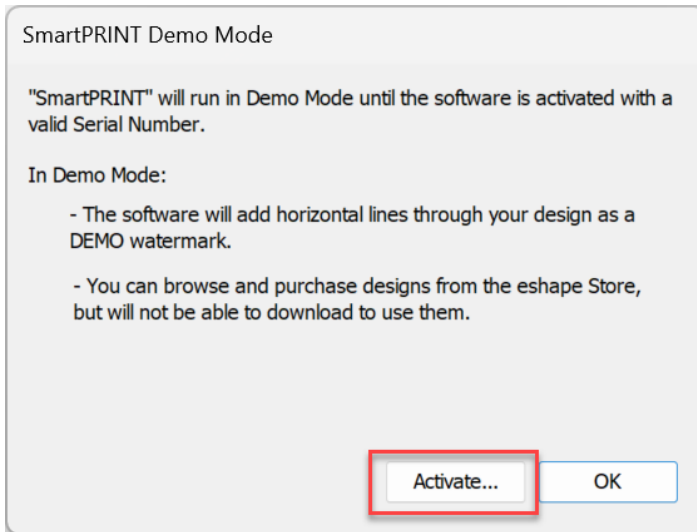 SmartPRINT Demo Mode
"SmartPRINT" will run in Demo Mode until the software is activated with a
valid Serial Number.
In Demo Mode:
- The software will add horizontal lines through your design as a
DEMO watermark.
- You can browse and purchase designs from the eshape Store,
but will not be able to download to use them.
Activate... OK